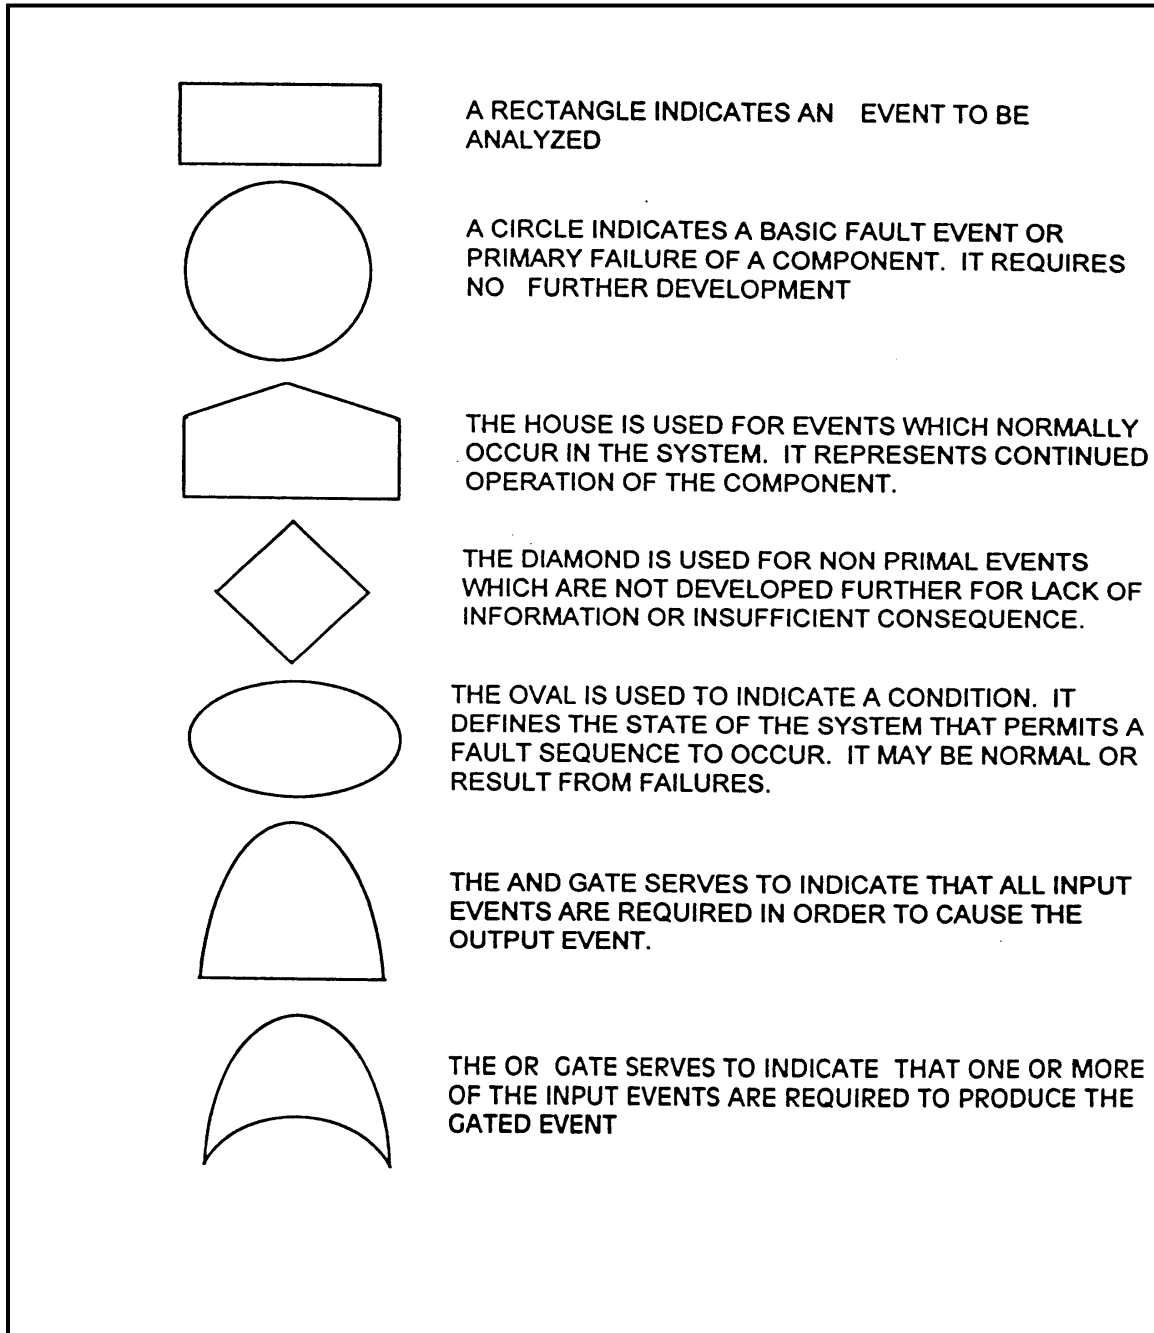 A RECTANGLE INDICATES AN EVENT TO BE
ANALYZED
A CIRCLE INDICATES A BASIC FAULT EVENT OR
PRIMARY FAILURE OF A COMPONENT. IT REQUIRES
NO FURTHER DEVELOPMENT
THE HOUSE IS USED FOR EVENTS WHICH NORMALLY
OCCUR IN THE SYSTEM. IT REPRESENTS CONTINUED
OPERATION OF THE COMPONENT.
THE DIAMOND IS USED FOR NON PRIMAL EVENTS
WHICH ARE NOT DEVELOPED FURTHER FOR LACK OF
INFORMATION OR INSUFFICIENT CONSEQUENCE.
THE OVAL IS USED TO INDICATE A CONDITION. IT
DEFINES THE STATE OF THE SYSTEM THAT PERMITS A
FAULT SEQUENCE TO OCCUR. IT MAY BE NORMAL OR
RESULT FROM FAILURES.
THE AND GATE SERVES TO INDICATE THAT ALL INPUT
EVENTS ARE REQUIRED IN ORDER TO CAUSE THE
OUTPUT EVENT.
THE OR GATE SERVES TO INDICATE THAT ONE OR MORE
OF THE INPUT EVENTS ARE REQUIRED TO PRODUCE THE
GATED EVENT